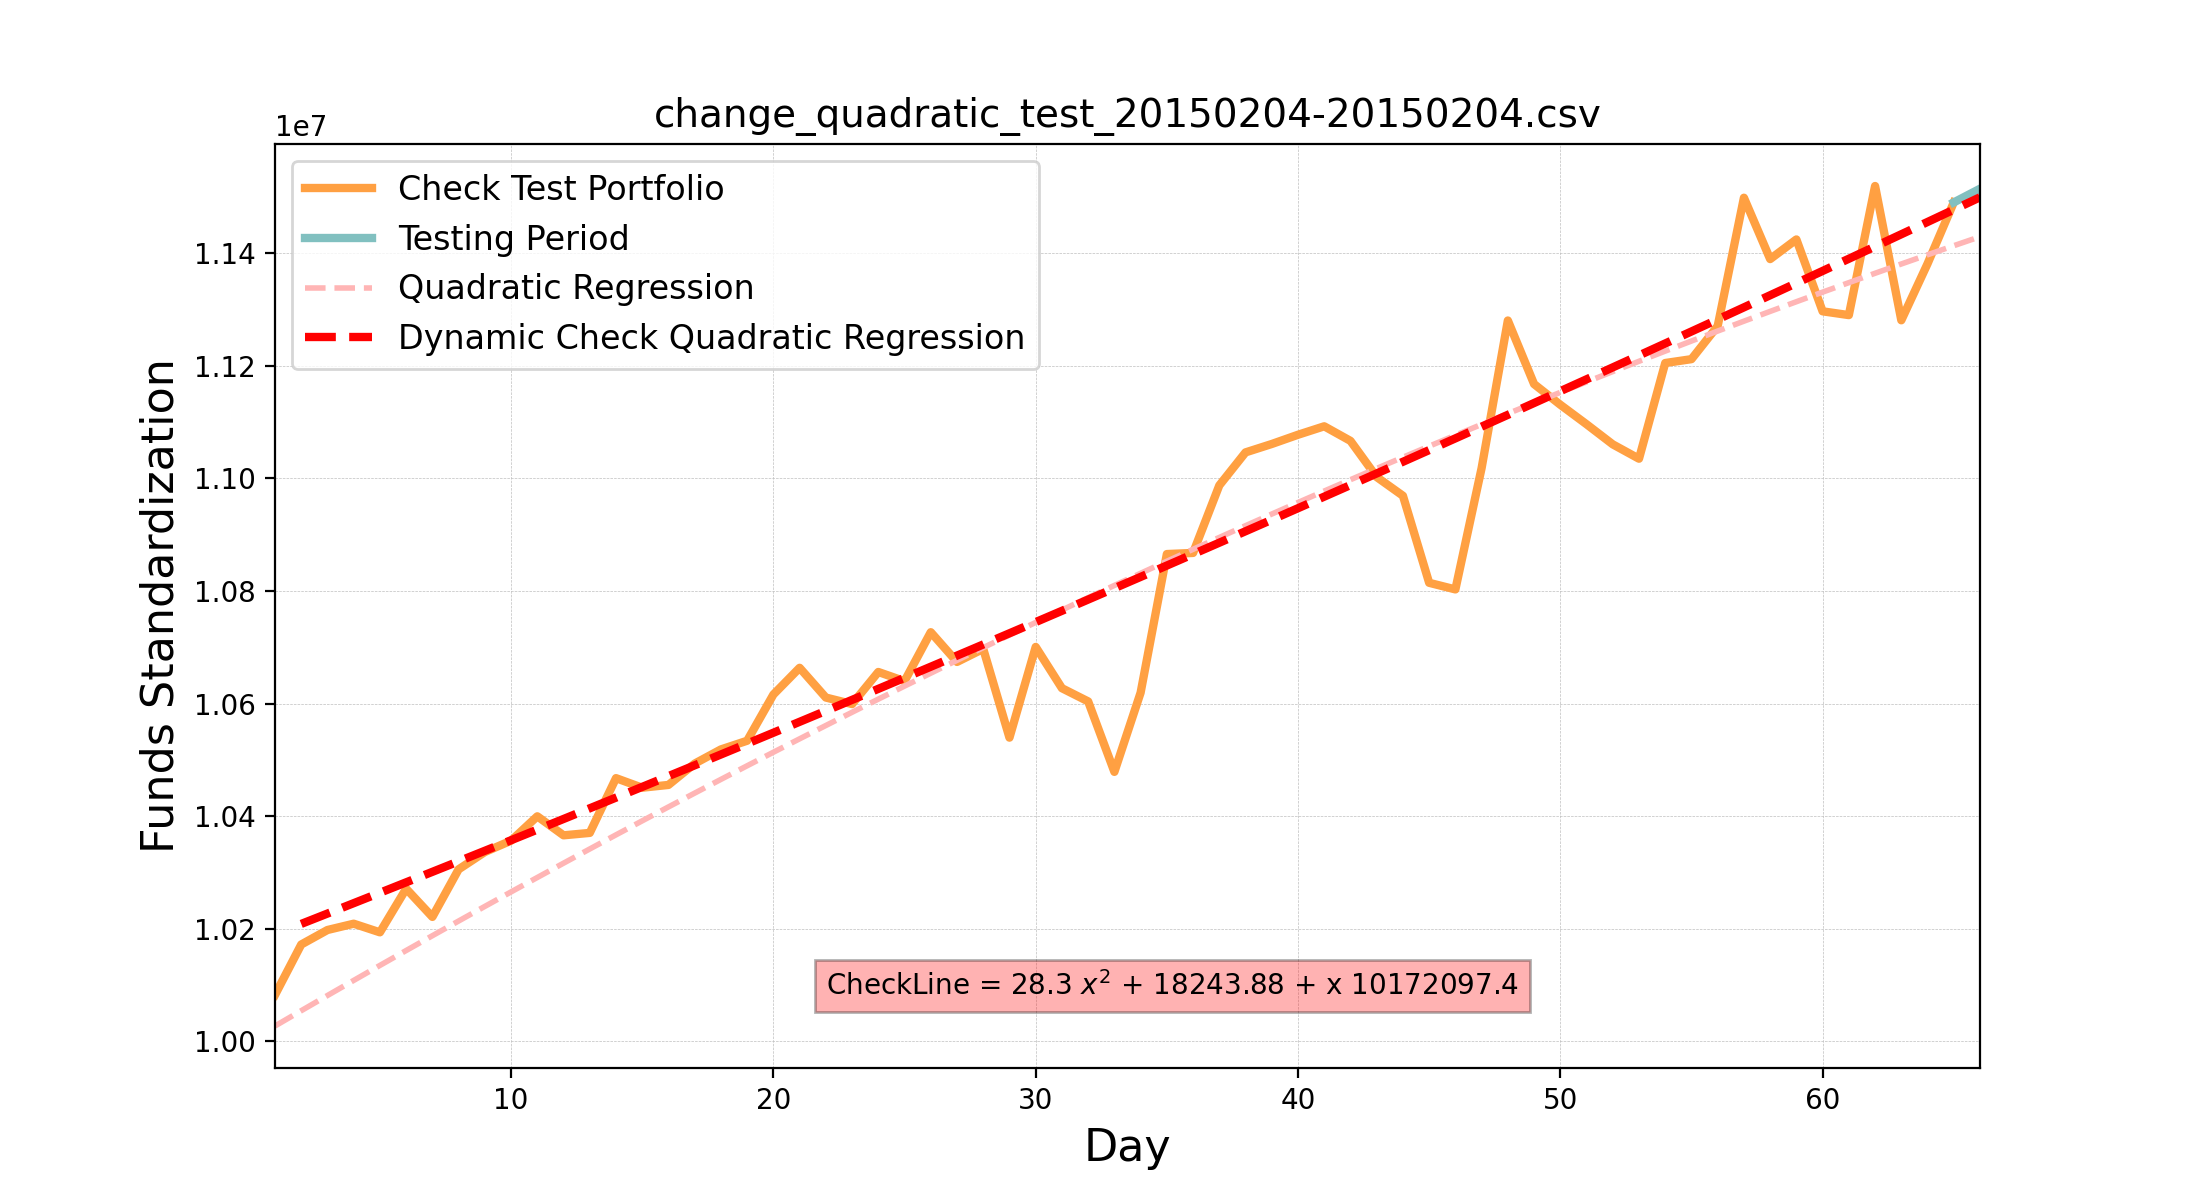 change_quadratic_test_20150204-20150204.csv
1e7
Check Test Portfolio
Testing Period
Quadratic Regression
Dynamic Check Quadratic Regression
Funds Standardization
1.14
1.12
1.10
1.08
1.06
1.04
1.02
1.00
CheckLine = 28.3 x² + 18243.88 + x 10172097.4
10 20 30 40 50 60
Day